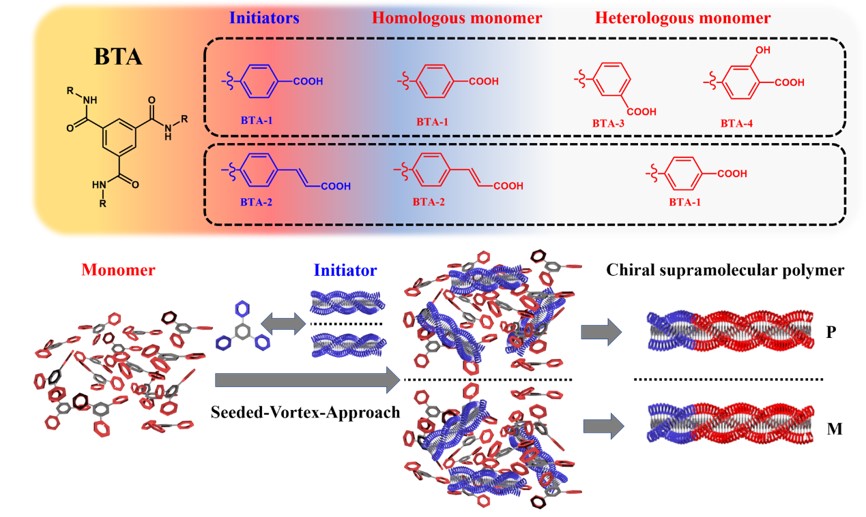 Initiators
Homologous monomer
Heterologous monomer
BTA
R
NH
O
O
N
H
R
HN
O
R
COOH
BTA-1
COOH
BTA-1
COOH
BTA-3
OH
COOH
BTA-4
COOH
BTA-2
COOH
BTA-2
COOH
BTA-1
Monomer
Initiator
Chiral supramolecular polymer
P
Seeded-Vortex-Approach
M